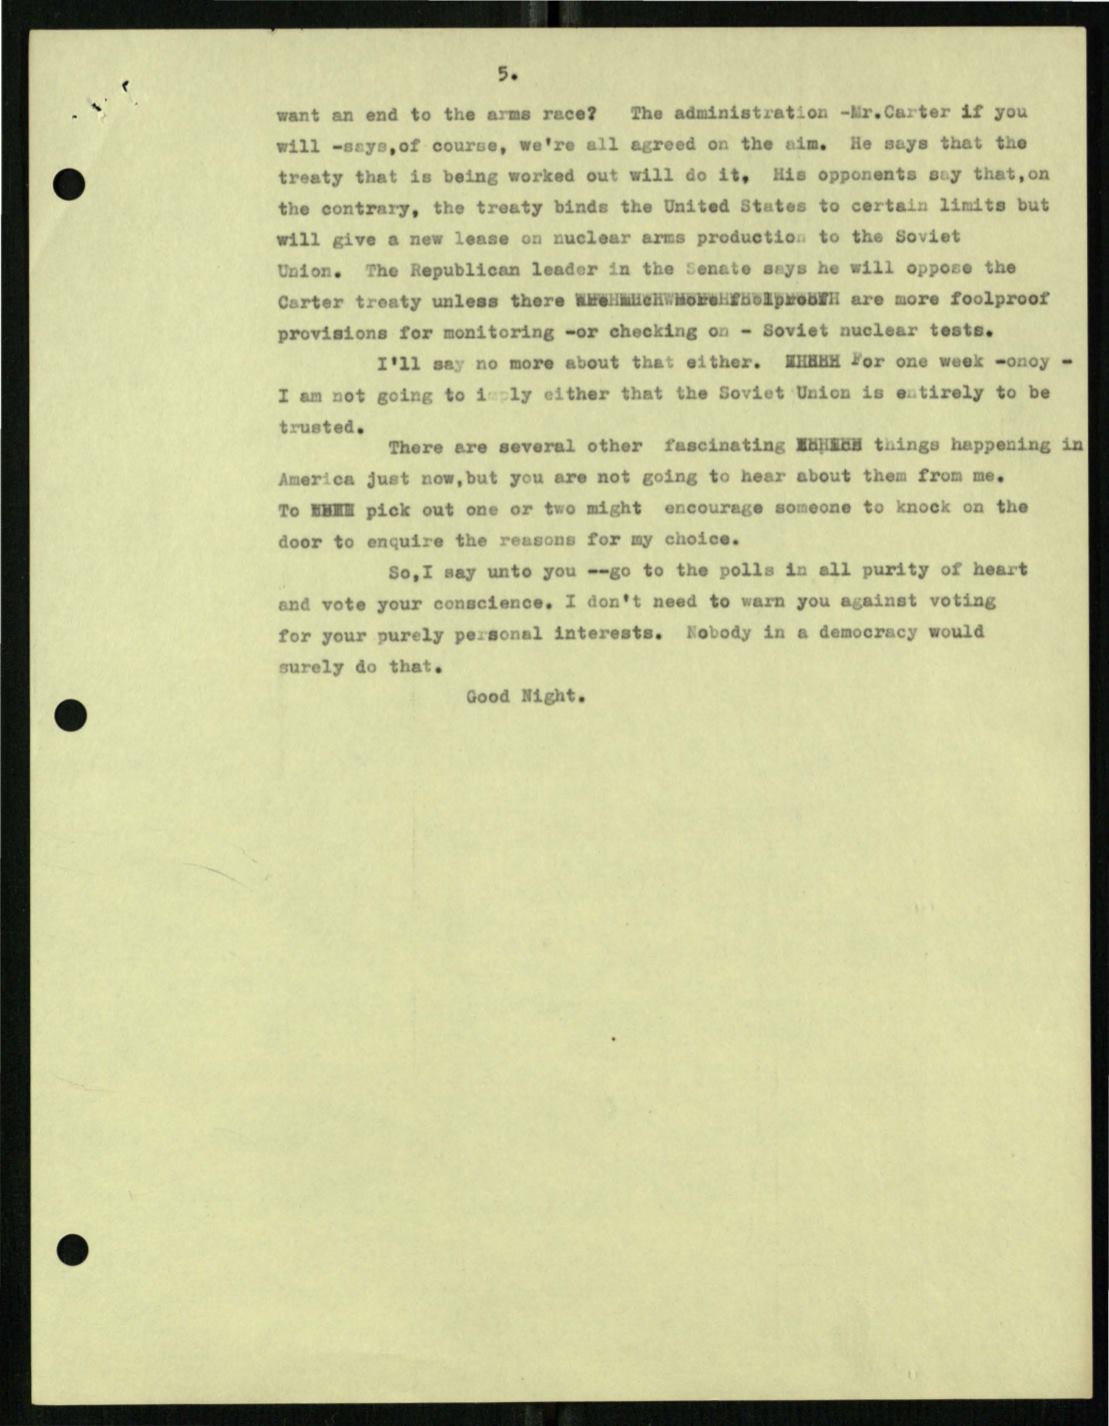 5.
want an end to the arms race?   The administration -Mr.Carter if you
will -says,of course, we're all agreed on the aim.  He says that the
treaty that is being worked out will do it,  His opponents say that,on
the contrary, the treaty binds the United States to certain limits but
will give a new lease on nuclear arms production to the Soviet
Union.  The Republican leader in the Senate says he will oppose the
Carter treaty unless there are much more foolproof are more foolproof
provisions for monitoring -or checking on - Soviet nuclear tests.
I'll say no more about that either.  For one week -onoy -
I am not going to imply either that the Soviet Union is entirely to be
trusted.
There are several other  fascinating things happening in
America just now,but you are not going to hear about them from me.
To pick out one or two might  encourage someone to knock on the
door to enquire the reasons for my choice.
So,I say unto you --go to the polls in all purity of heart
and vote your conscience. I don't need to warn you against voting
for your purely personal interests.  Nobody in a democracy would
surely do that.
Good Night.